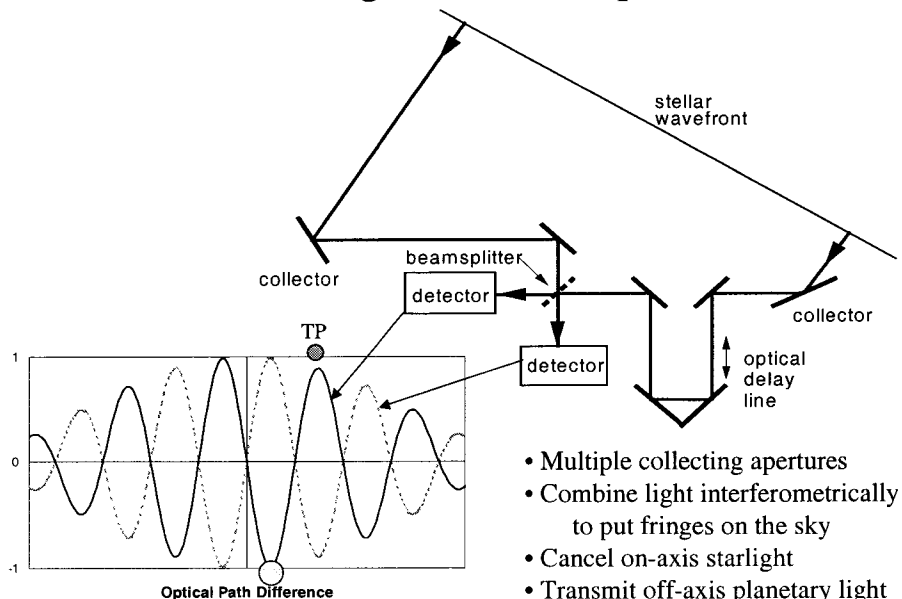 stellar
wavefront
collector
beamsplitter
detector
collector
TP
detector
optical
delay
line
1
0
-1
Optical Path Difference
• Multiple collecting apertures
• Combine light interferometrically
to put fringes on the sky
• Cancel on-axis starlight
• Transmit off-axis planetary light